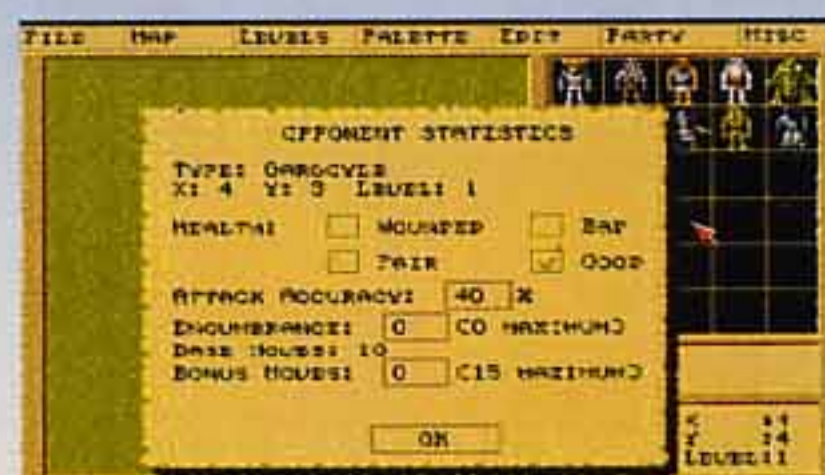 FILE MAP LEVELS PALETTE EDIT PARTY MISC
OPPONENT STATISTICS
TYPE: GARGOYLE
X: 4 Y: 3 LEVEL: 1
HEALTH: WOUNDED BAD
FAIR GOOD
ATTACK ACCURACY: 40 %
ENCUMBRANCE: 0 (0 MAXIMUM)
BASE MOVES: 10
BONUS MOVES: 0 (15 MAXIMUM)
OK
X :4
Y :4
LEVEL:1